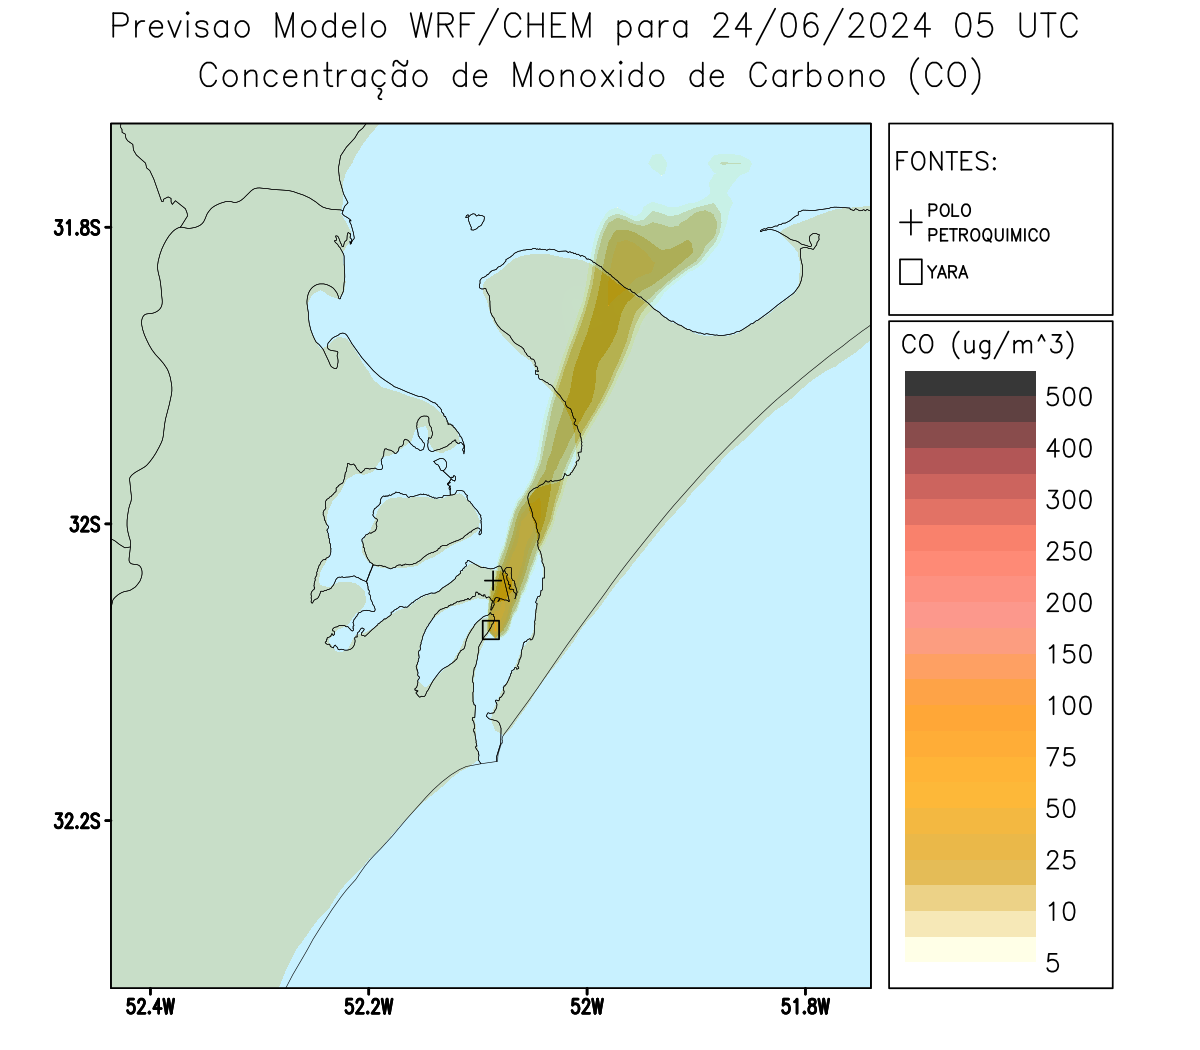 Previsao Modelo WRF/CHEM para 24/06/2024 05 UTC
Concentração de Monoxido de Carbono (CO)
FONTES:
POLO
PETROQUIMICO
YARA
CO (ug/m^3)
500
400
300
250
200
150
100
75
50
25
10
5
31.8S
32S
32.2S
52.4W
52.2W
52W
51.8W